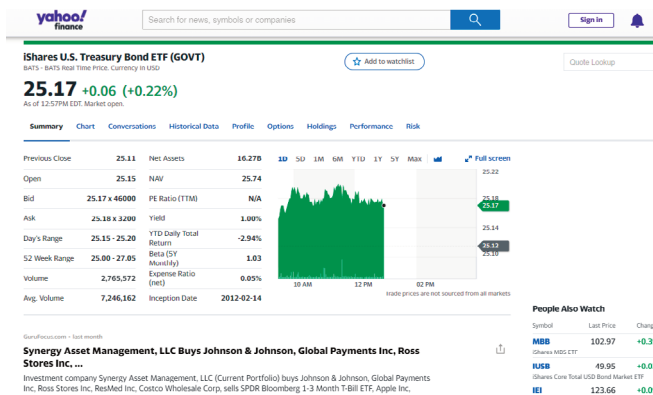 yahoo!
finance
Search for news, symbols or companies
Sign in
iShares U.S. Treasury Bond ETF (GOVT)
BATS - BATS Real Time Price. Currency in USD
Add to watchlist
Quote Lookup
25.17 +0.06 (+0.22%)
As of 12:57PM EDT. Market open.
Summary Chart Conversations Historical Data Profile Options Holdings Performance Risk
Previous Close 25.11
Open 25.15
Bid 25.17 x 46000
Ask 25.18 x 3200
Day's Range 25.15 - 25.20
52 Week Range 25.00 - 27.05
Volume 2,765,572
Avg. Volume 7,246,162
Net Assets 16.27B
NAV 25.74
PE Ratio (TTM) N/A
Yield 1.00%
YTD Daily Total
Return -2.94%
Beta (5Y
Monthly) 1.03
Expense Ratio
(net) 0.05%
Inception Date 2012-02-14
1D 5D 1M 6M YTD 1Y 5Y Max Full screen
25.22
25.18
25.17
25.14
25.12
25.10
10 AM 12 PM 02 PM
Trade prices are not sourced from all markets
GuruFocus.com • last month
Synergy Asset Management, LLC Buys Johnson & Johnson, Global Payments Inc, Ross
Stores Inc, ...
Investment company Synergy Asset Management, LLC (Current Portfolio) buys Johnson & Johnson, Global Payments
Inc, Ross Stores Inc, ResMed Inc, Costco Wholesale Corp, sells SPDR Bloomberg 1-3 Month T-Bill ETF, Apple Inc,
People Also Watch
Symbol Last Price Chang
MBB 102.97 +0.3
iShares MBS ETF
IUSB 49.95 +0.0
iShares Core Total USD Bond Market ETF
IEI 123.66 +0.0